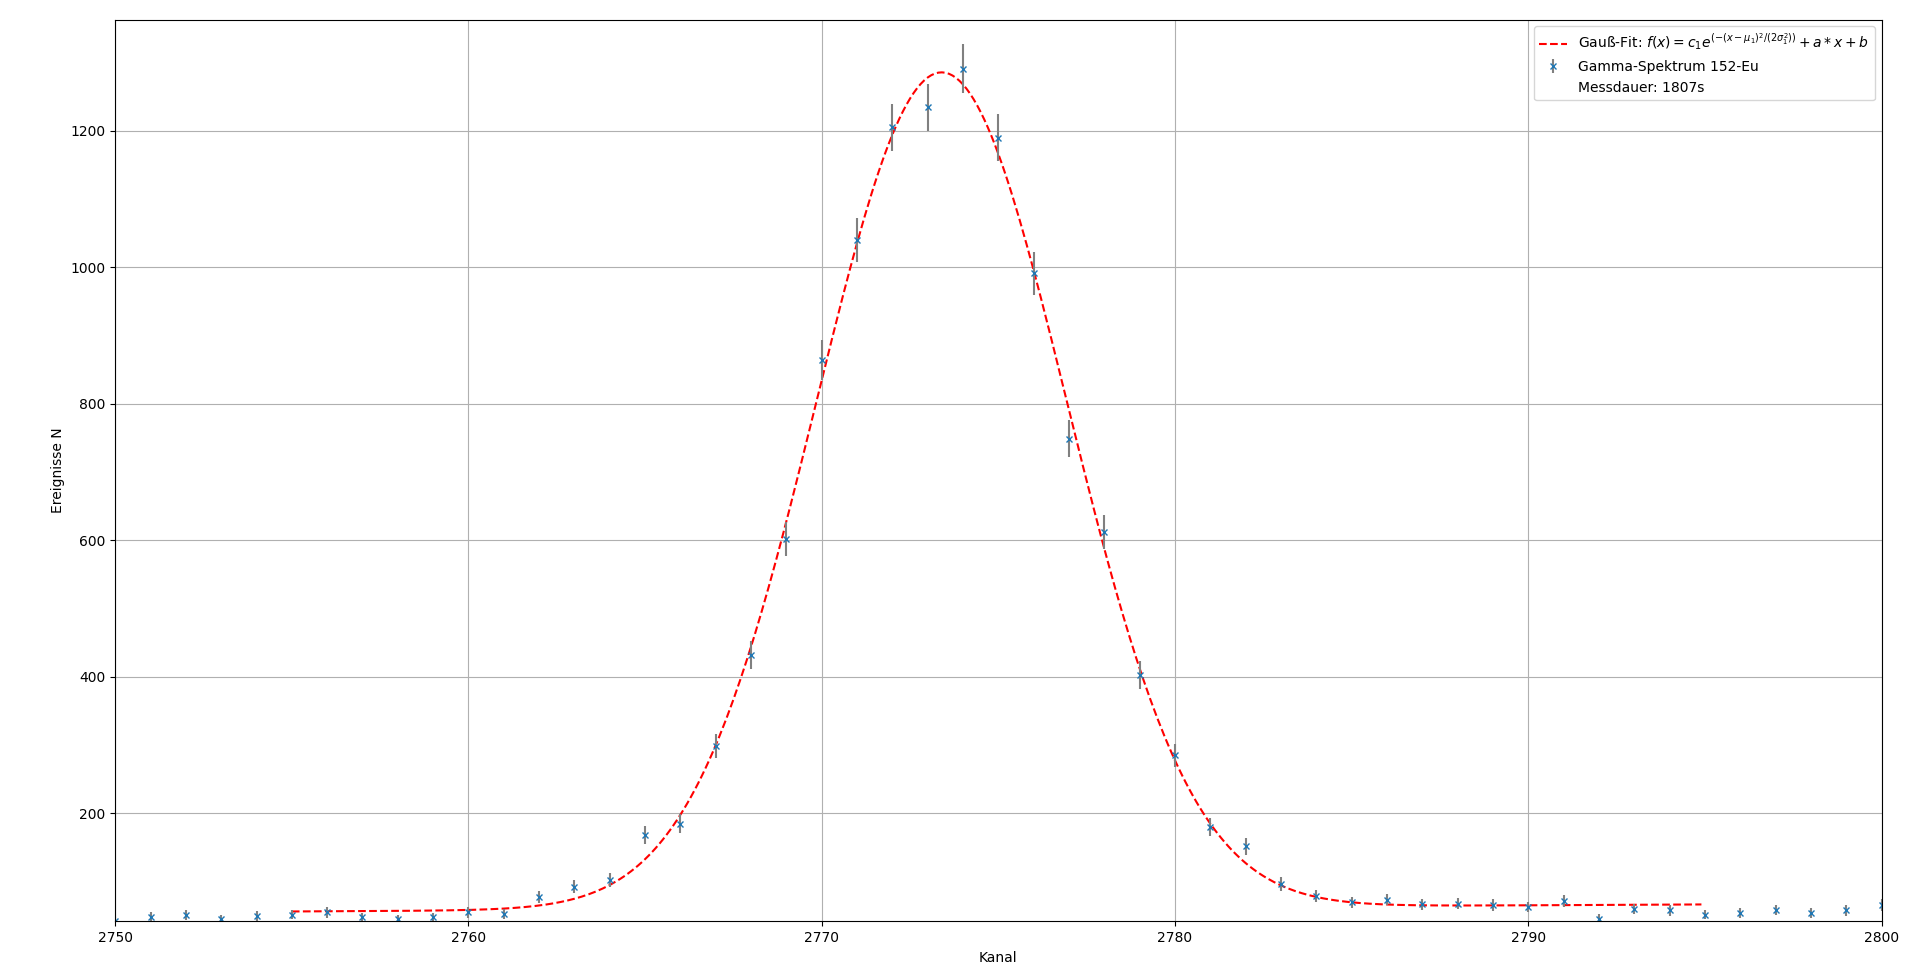 Gauß-Fit: f(x) = c₁e^(−(x−μ₁)²/(2σ₁²)) + a * x + b
Gamma-Spektrum 152-Eu
Messdauer: 1807s
Ereignisse N
1200
1000
800
600
400
200
2750 2760 2770 2780 2790 2800
Kanal